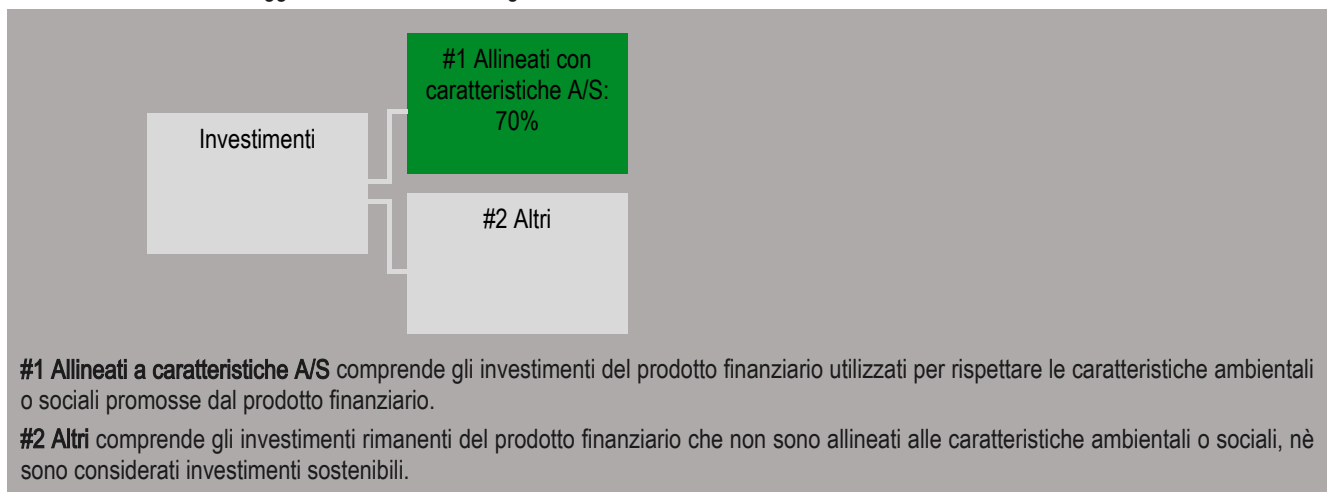 #1 Allineati con
caratteristiche A/S:
70%
Investimenti
#2 Altri
#1 Allineati a caratteristiche A/S comprende gli investimenti del prodotto finanziario utilizzati per rispettare le caratteristiche ambientali
o sociali promosse dal prodotto finanziario.
#2 Altri comprende gli investimenti rimanenti del prodotto finanziario che non sono allineati alle caratteristiche ambientali o sociali, nè
sono considerati investimenti sostenibili.